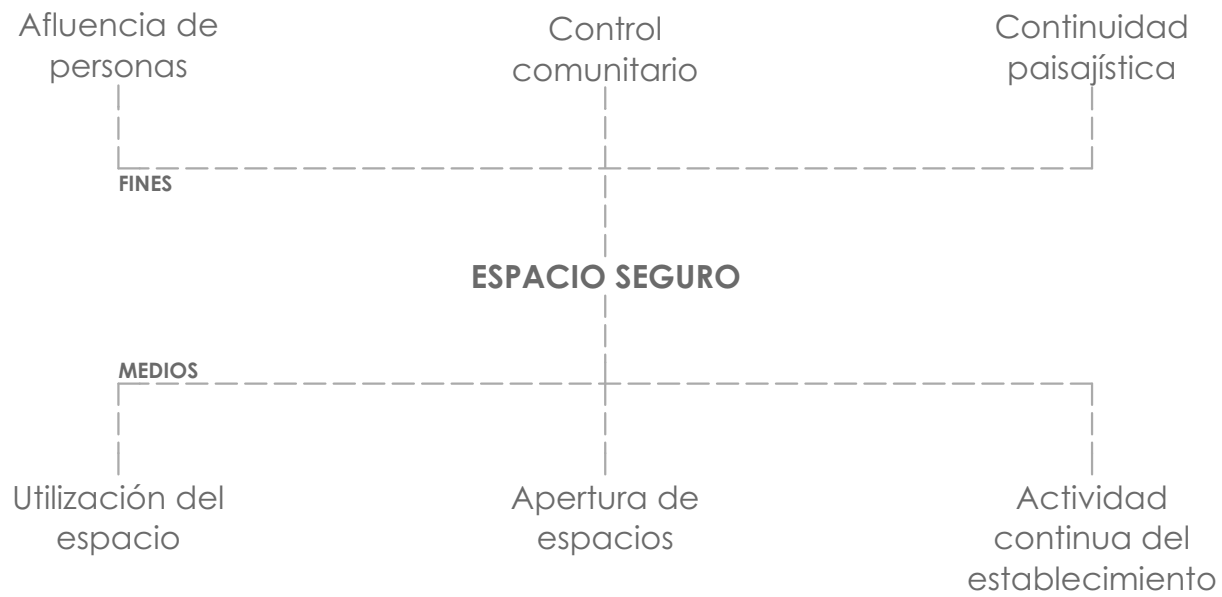 Afluencia de
personas
Control
comunitario
Continuidad
paisajística
FINES
ESPACIO SEGURO
MEDIOS
Utilización del
espacio
Apertura de
espacios
Actividad
continua del
establecimiento